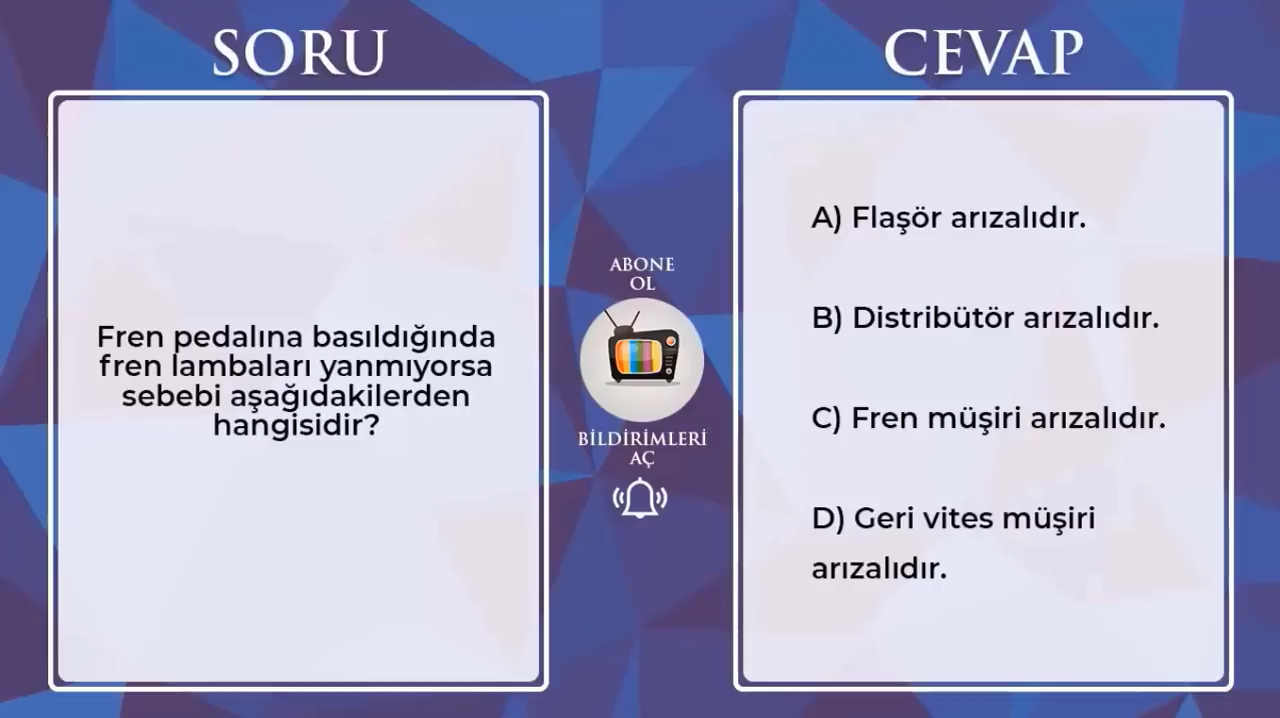 SORU
Fren pedalına basıldığında
fren lambaları yanmıyorsa
sebebi aşağıdakilerden
hangisidir?
ABONE
OL
BİLDİRİMLERİ
AÇ
CEVAP
A) Flaşör arızalıdır.
B) Distribütör arızalıdır.
C) Fren müşiri arızalıdır.
D) Geri vites müşiri
arızalıdır.